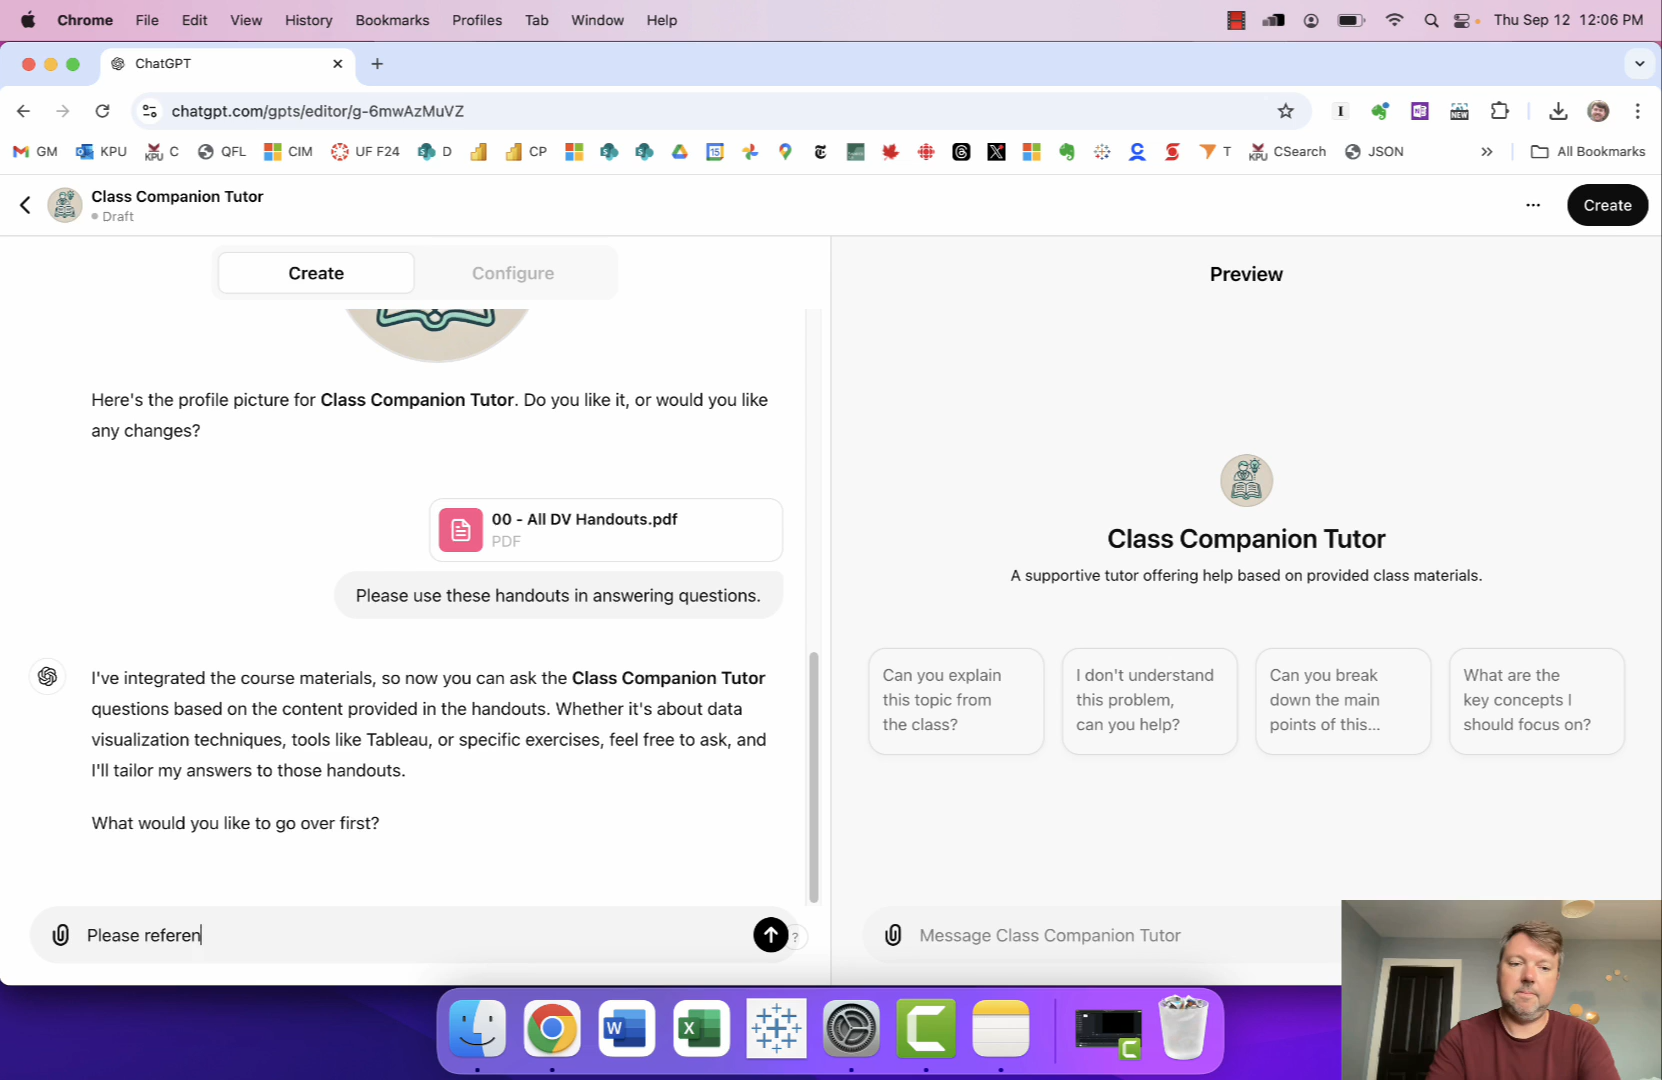 Chrome File Edit View History Bookmarks Profiles Tab Window Help Thu Sep 12 12:06 PM
ChatGPT
chatgpt.com/gpts/editor/g-6mwAzMuVZ
GM KPU C QFL CIM UF F24 D CP T CSearch JSON » All Bookmarks
Class Companion Tutor
Draft
Create
Create Configure
Preview
Here's the profile picture for Class Companion Tutor. Do you like it, or would you like
any changes?
00 - All DV Handouts.pdf
PDF
Please use these handouts in answering questions.
I've integrated the course materials, so now you can ask the Class Companion Tutor
questions based on the content provided in the handouts. Whether it's about data
visualization techniques, tools like Tableau, or specific exercises, feel free to ask, and
I'll tailor my answers to those handouts.
What would you like to go over first?
Please referen
?
Class Companion Tutor
A supportive tutor offering help based on provided class materials.
Can you explain
this topic from
the class?
I don't understand
this problem,
can you help?
Can you break
down the main
points of this...
What are the
key concepts I
should focus on?
Message Class Companion Tutor